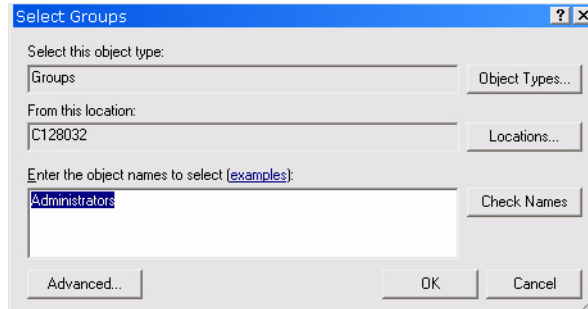 Select Groups
Select this object type:
Groups
Object Types...
From this location:
C128032
Locations...
Enter the object names to select (examples):
Administrators
Check Names
Advanced...
OK
Cancel